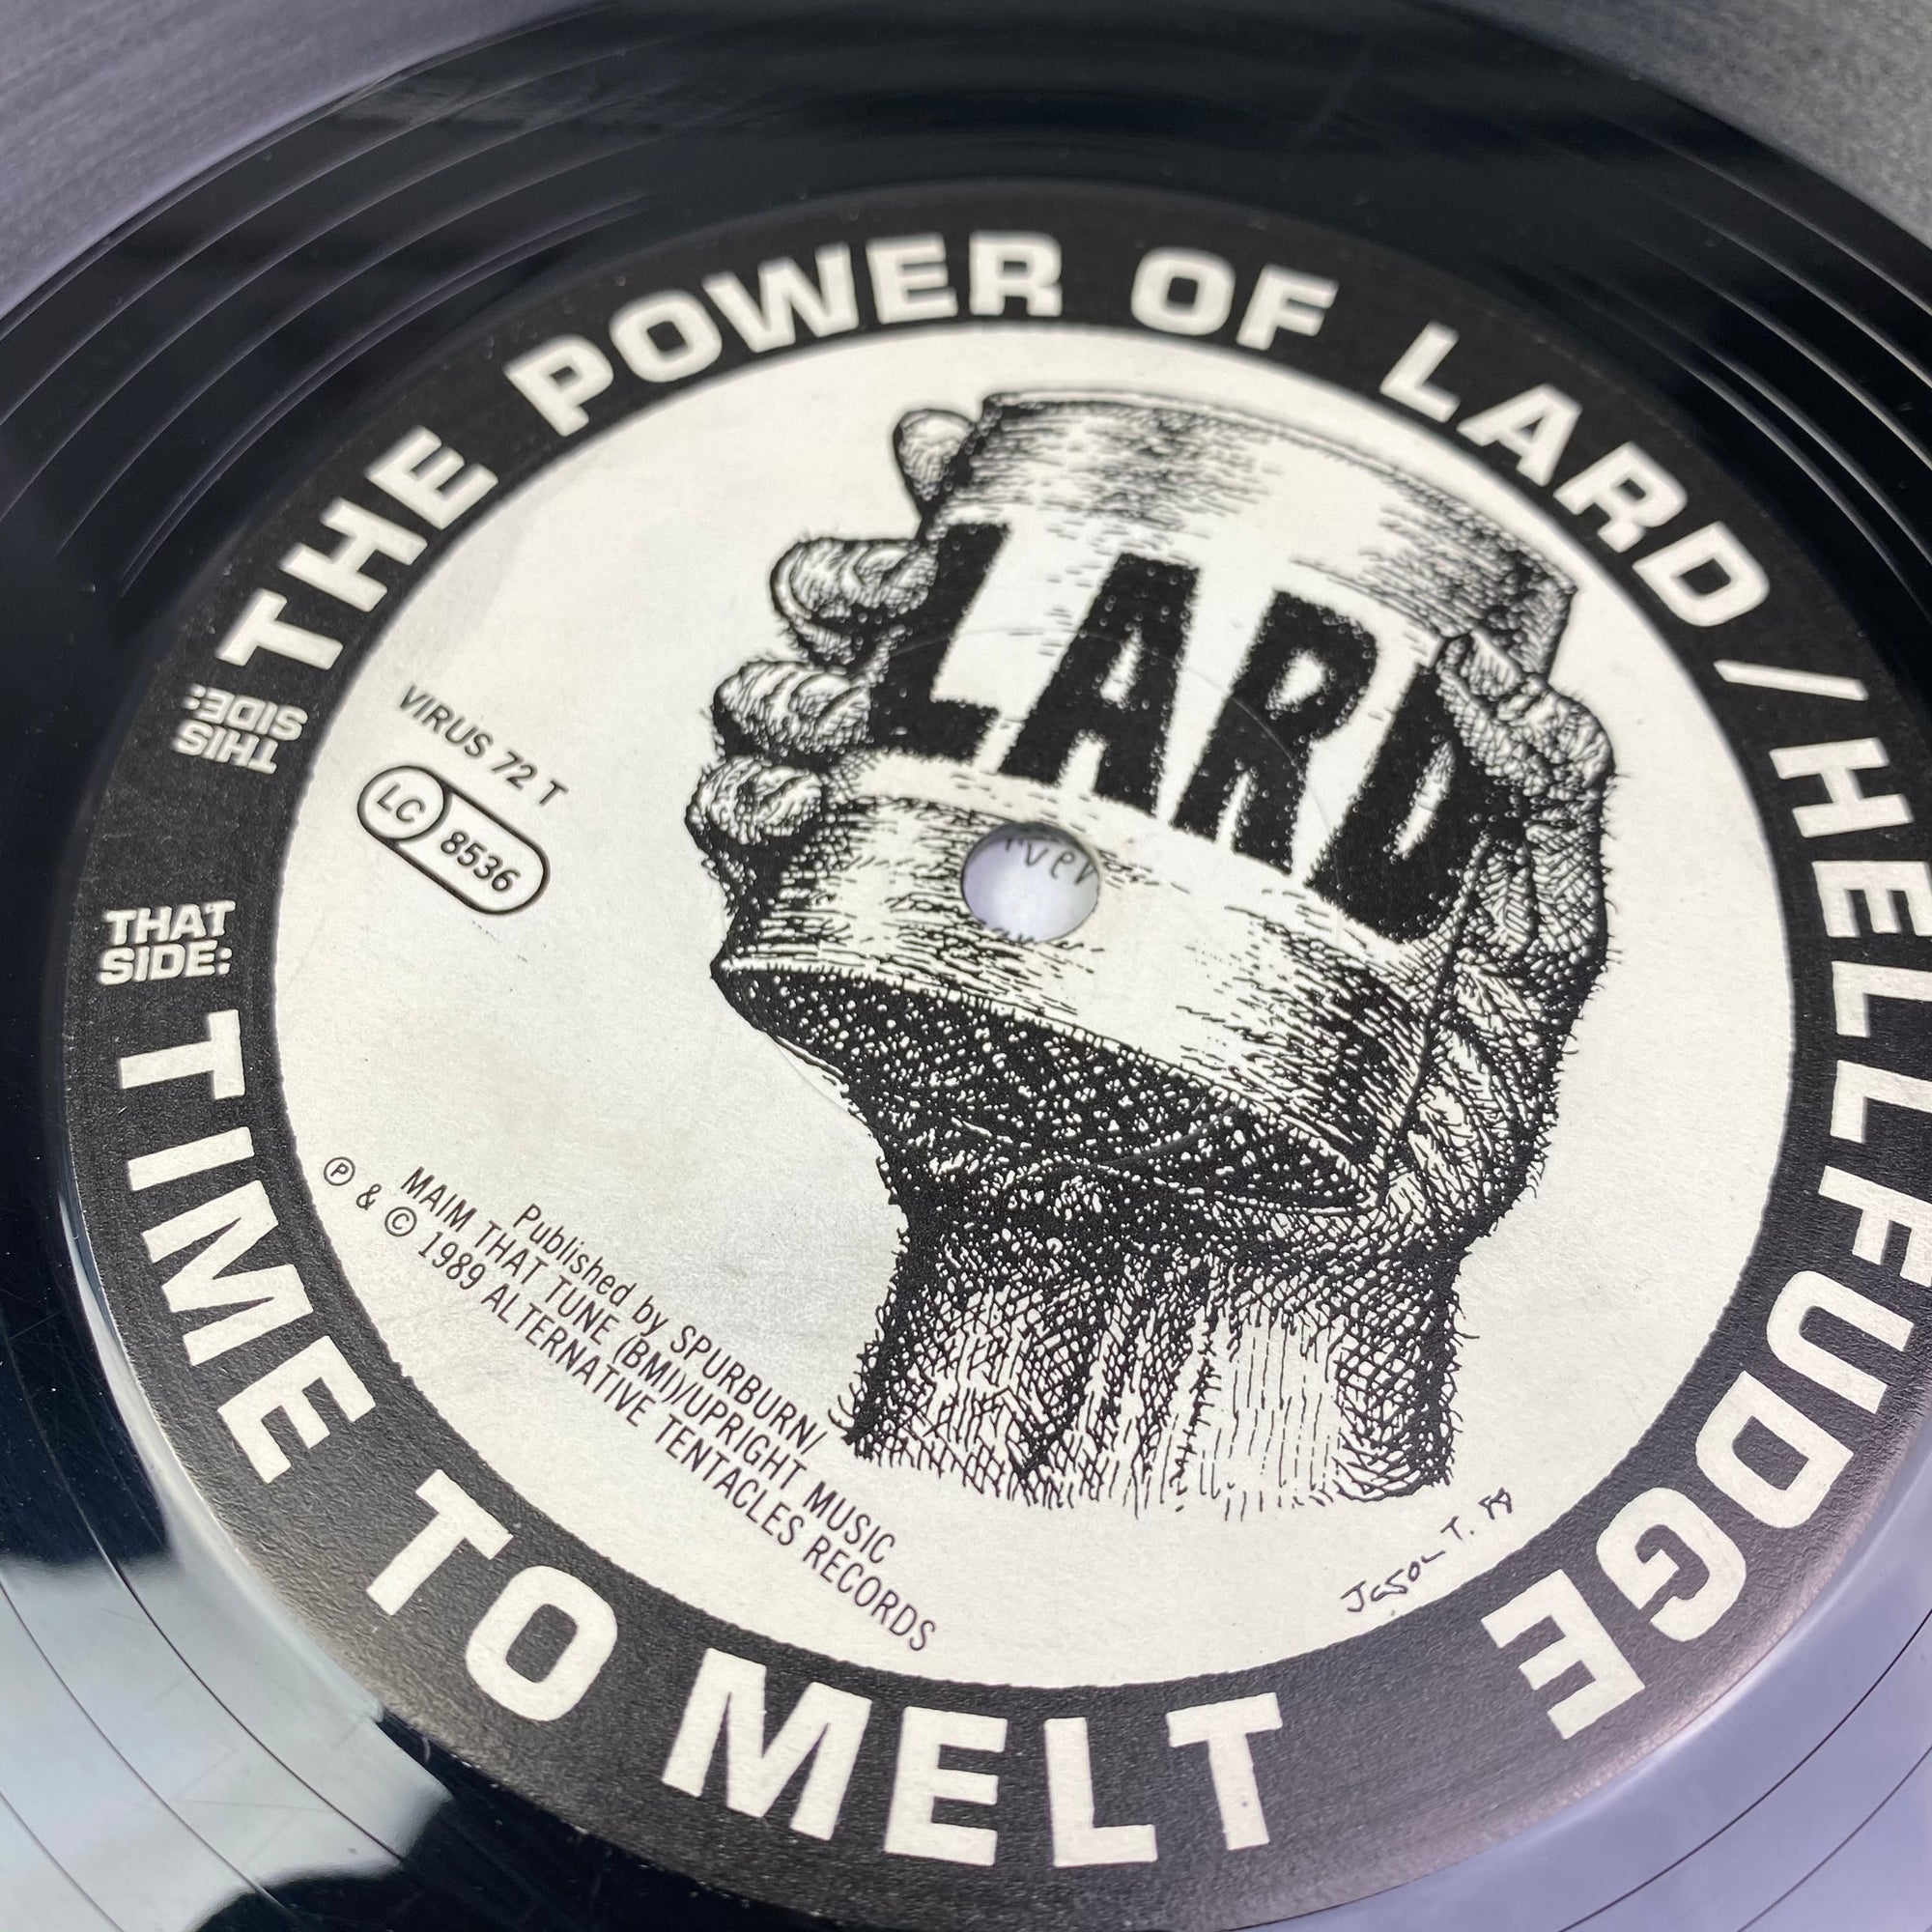 THIS
SIDE:
THE POWER OF LARD / HELLFUDGE
LARD
VIRUS 72 T
LC 8536
THAT
SIDE:
TIME TO MELT
Published by SPURBURN/
MAIM THAT TUNE (BMI)/UPRIGHT MUSIC
Ⓟ & © 1989 ALTERNATIVE TENTACLES RECORDS
Jason T.